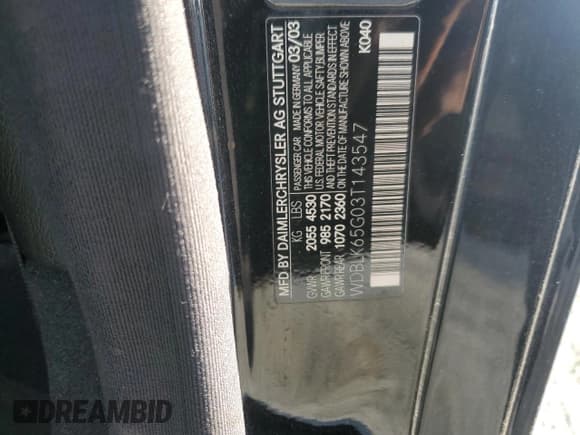 MFD BY DAIMLERCHRYSLER AG STUTTGART
PASSENGER CAR MADE IN GERMANY 03/03
KG LBS THIS VEHICLE CONFORMS TO ALL APPLICABLE
GVWR 2055 4530 U.S. FEDERAL MOTOR VEHICLE SAFETY BUMPER
GAWR FRONT 985 2170 AND THEFT PREVENTION STANDARDS IN EFFECT
GAWR REAR 1070 2360 ON THE DATE OF MANUFACTURE SHOWN ABOVE
WDBLK65G03T143547 K040
DREAMBID